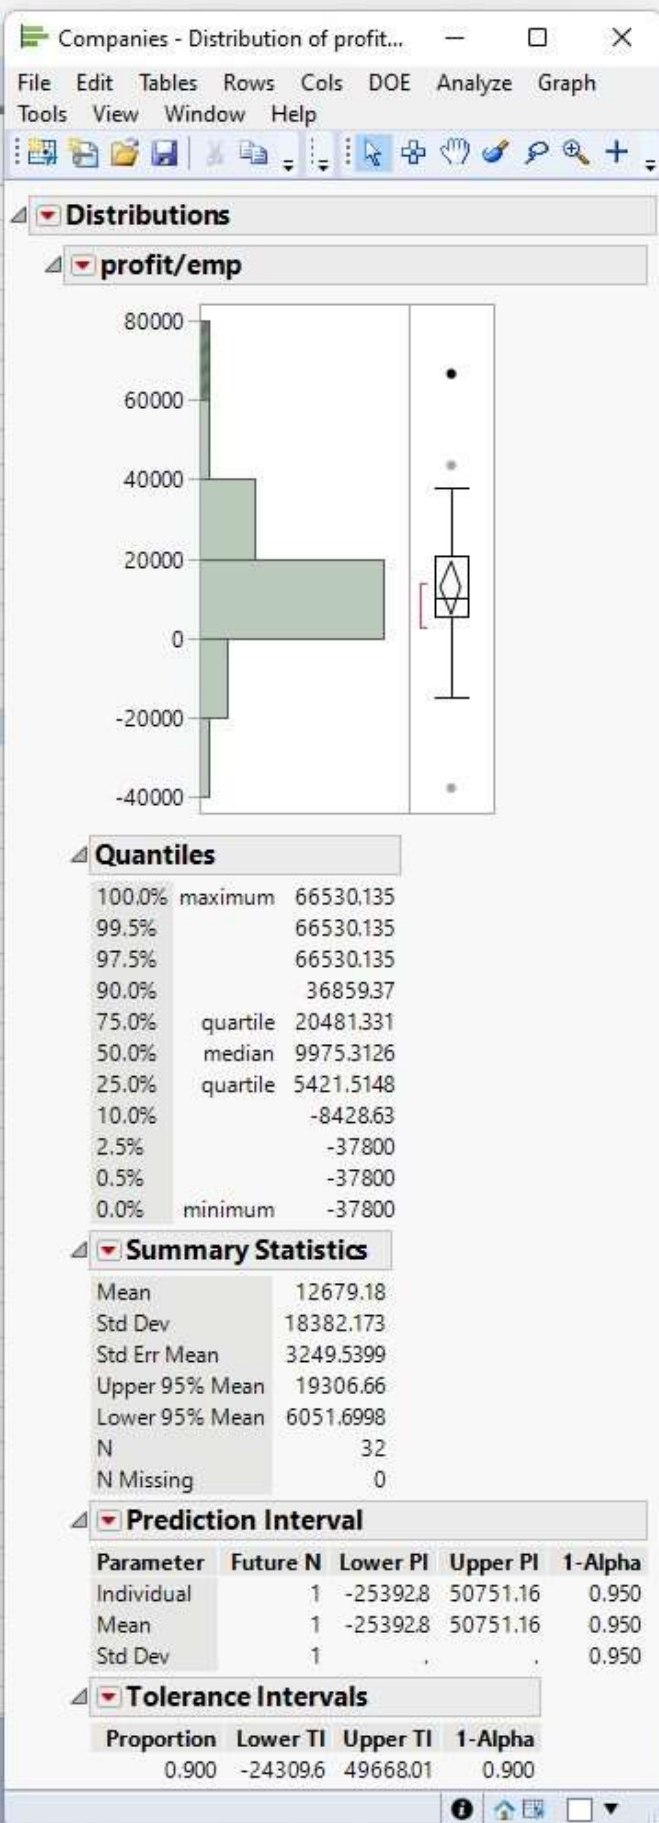 Companies - Distribution of profit...
File Edit Tables Rows Cols DOE Analyze Graph
Tools View Window Help
Distributions
profit/emp
80000
60000
40000
20000
0
-20000
-40000
Quantiles
100.0% maximum 66530.135
99.5% 66530.135
97.5% 66530.135
90.0% 36859.37
75.0% quartile 20481.331
50.0% median 9975.3126
25.0% quartile 5421.5148
10.0% -8428.63
2.5% -37800
0.5% -37800
0.0% minimum -37800
Summary Statistics
Mean 12679.18
Std Dev 18382.173
Std Err Mean 3249.5399
Upper 95% Mean 19306.66
Lower 95% Mean 6051.6998
N 32
N Missing 0
Prediction Interval
Parameter Future N Lower PI Upper PI 1-Alpha
Individual 1 -25392.8 50751.16 0.950
Mean 1 -25392.8 50751.16 0.950
Std Dev 1 . . 0.950
Tolerance Intervals
Proportion Lower TI Upper TI 1-Alpha
0.900 -24309.6 49668.01 0.900